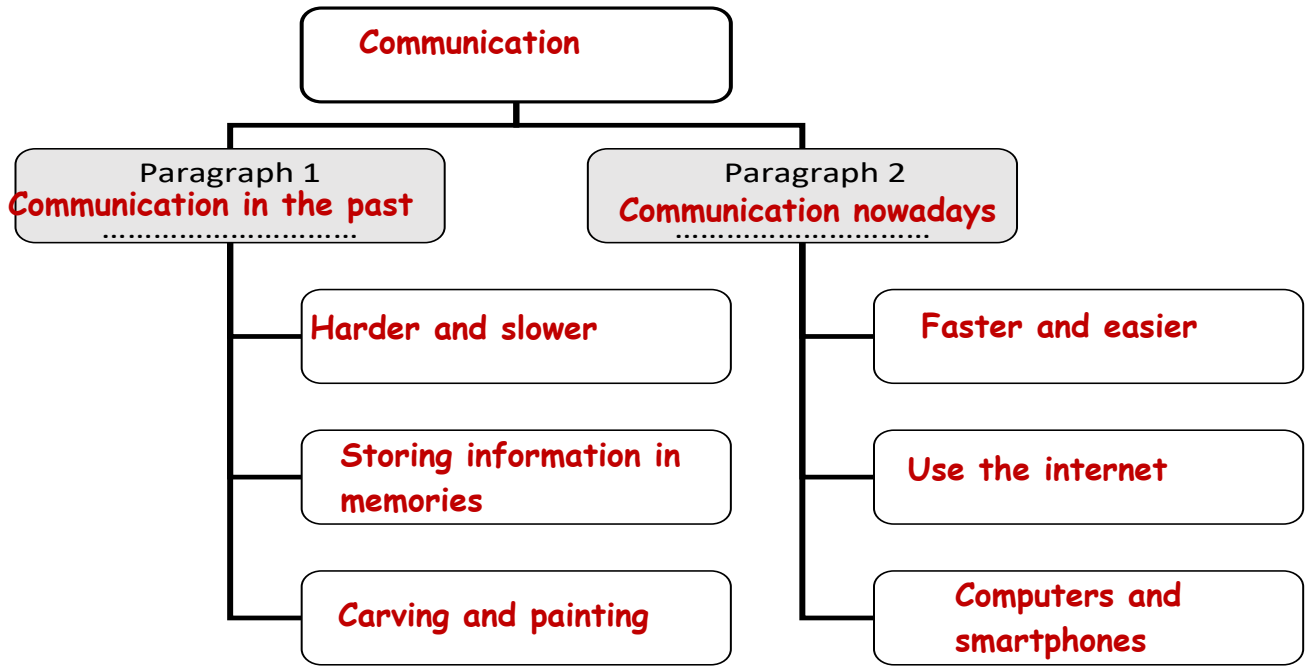 Communication
Paragraph 1
Communication in the past
..............................
Harder and slower
Storing information in
memories
Carving and painting
Paragraph 2
Communication nowadays
..............................
Faster and easier
Use the internet
Computers and
smartphones